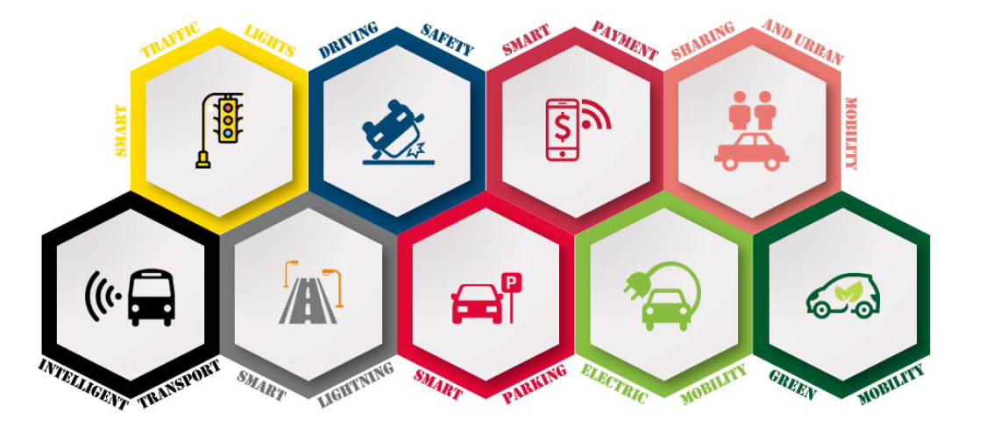 SMART TRAFFIC LIGHTS
DRIVING SAFETY
SMART PAYMENT
SHARING AND URBAN MOBILITY
$
P
INTELLIGENT TRANSPORT
SMART LIGHTNING
SMART PARKING
ELECTRIC MOBILITY
GREEN MOBILITY